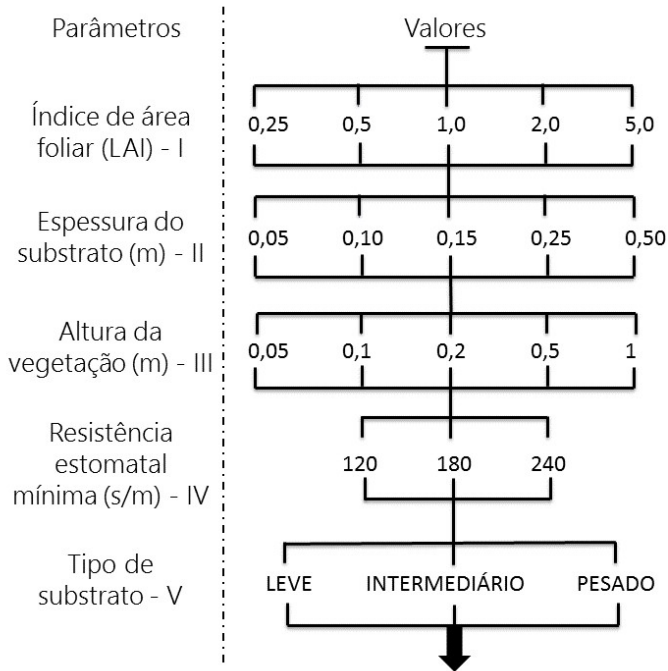 Parâmetros
Valores
Índice de área
foliar (LAI) - I
0,25 0,5 1,0 2,0 5,0
Espessura do
substrato (m) - II
0,05 0,10 0,15 0,25 0,50
Altura da
vegetação (m) - III
0,05 0,1 0,2 0,5 1
Resistência
estomatal
mínima (s/m) - IV
120 180 240
Tipo de
substrato - V
LEVE INTERMEDIÁRIO PESADO